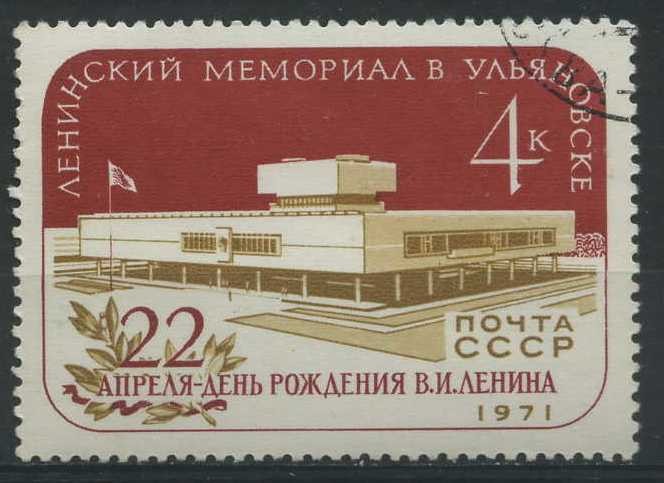 ЛЕНИНСКИЙ МЕМОРИАЛ В УЛЬЯНОВСКЕ
4К
ПОЧТА
СССР
22
АПРЕЛЯ-ДЕНЬ РОЖДЕНИЯ В.И.ЛЕНИНА
1971